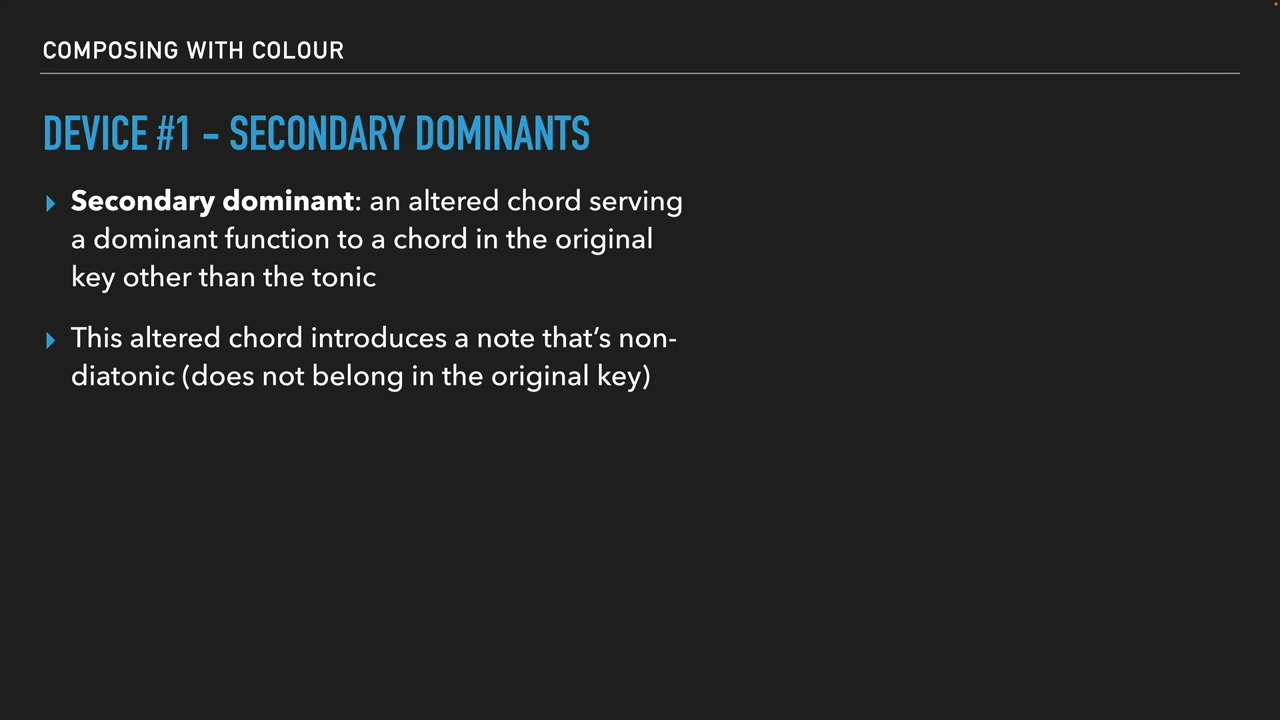 COMPOSING WITH COLOUR
DEVICE #1 - SECONDARY DOMINANTS
▸ Secondary dominant: an altered chord serving
a dominant function to a chord in the original
key other than the tonic
▸ This altered chord introduces a note that’s non-
diatonic (does not belong in the original key)